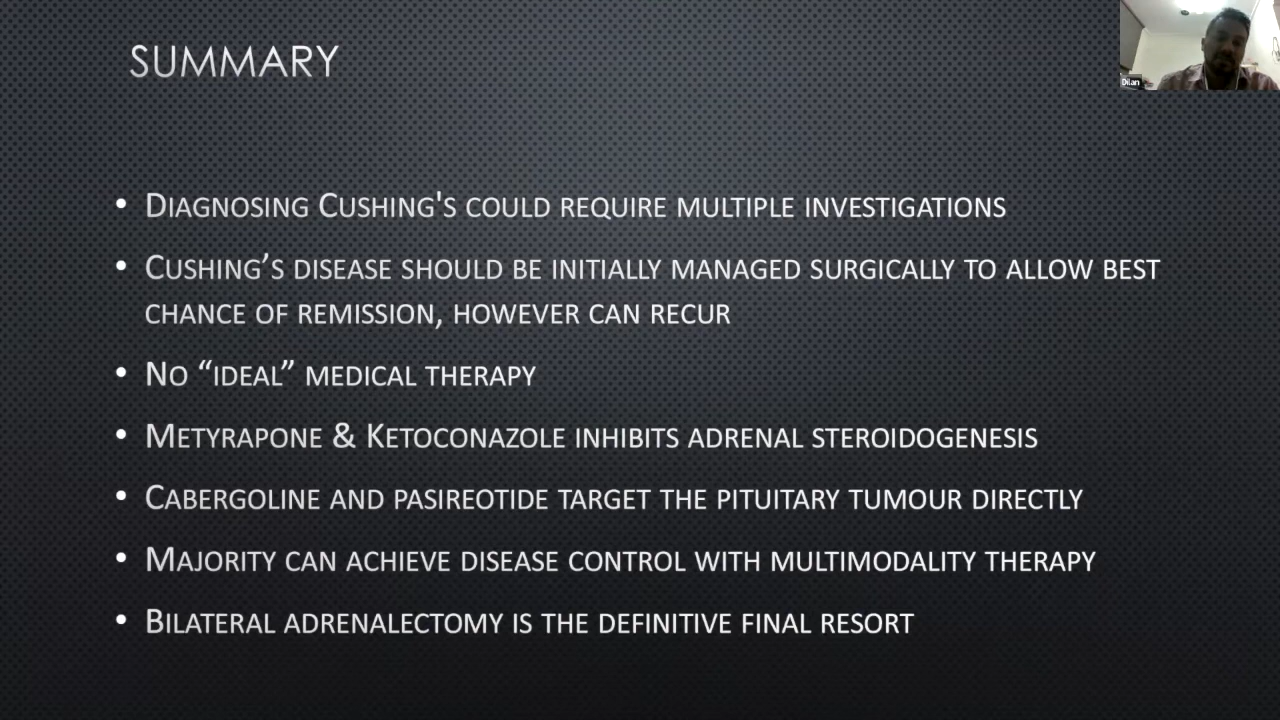 SUMMARY
Dilan
• DIAGNOSING CUSHING'S COULD REQUIRE MULTIPLE INVESTIGATIONS
• CUSHING’S DISEASE SHOULD BE INITIALLY MANAGED SURGICALLY TO ALLOW BEST
CHANCE OF REMISSION, HOWEVER CAN RECUR
• NO “IDEAL” MEDICAL THERAPY
• METYRAPONE & KETOCONAZOLE INHIBITS ADRENAL STEROIDOGENESIS
• CABERGOLINE AND PASIREOTIDE TARGET THE PITUITARY TUMOUR DIRECTLY
• MAJORITY CAN ACHIEVE DISEASE CONTROL WITH MULTIMODALITY THERAPY
• BILATERAL ADRENALECTOMY IS THE DEFINITIVE FINAL RESORT